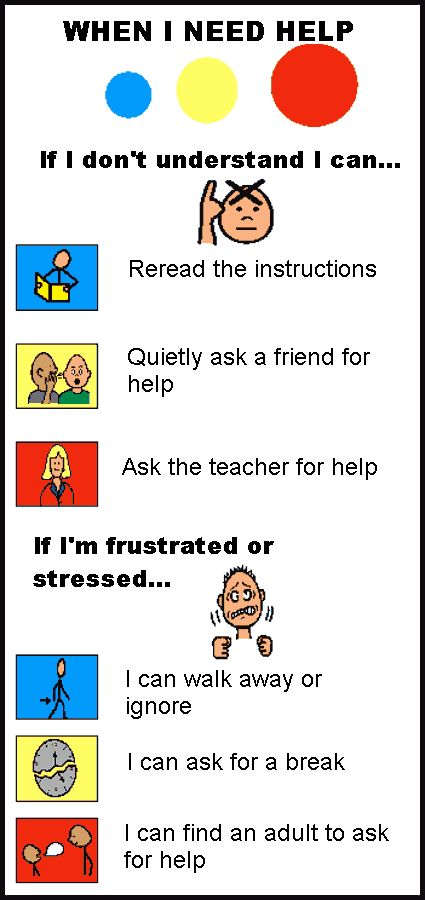 WHEN I NEED HELP
If I don't understand I can...
Reread the instructions
Quietly ask a friend for
help
Ask the teacher for help
If I'm frustrated or
stressed...
I can walk away or
ignore
I can ask for a break
I can find an adult to ask
for help